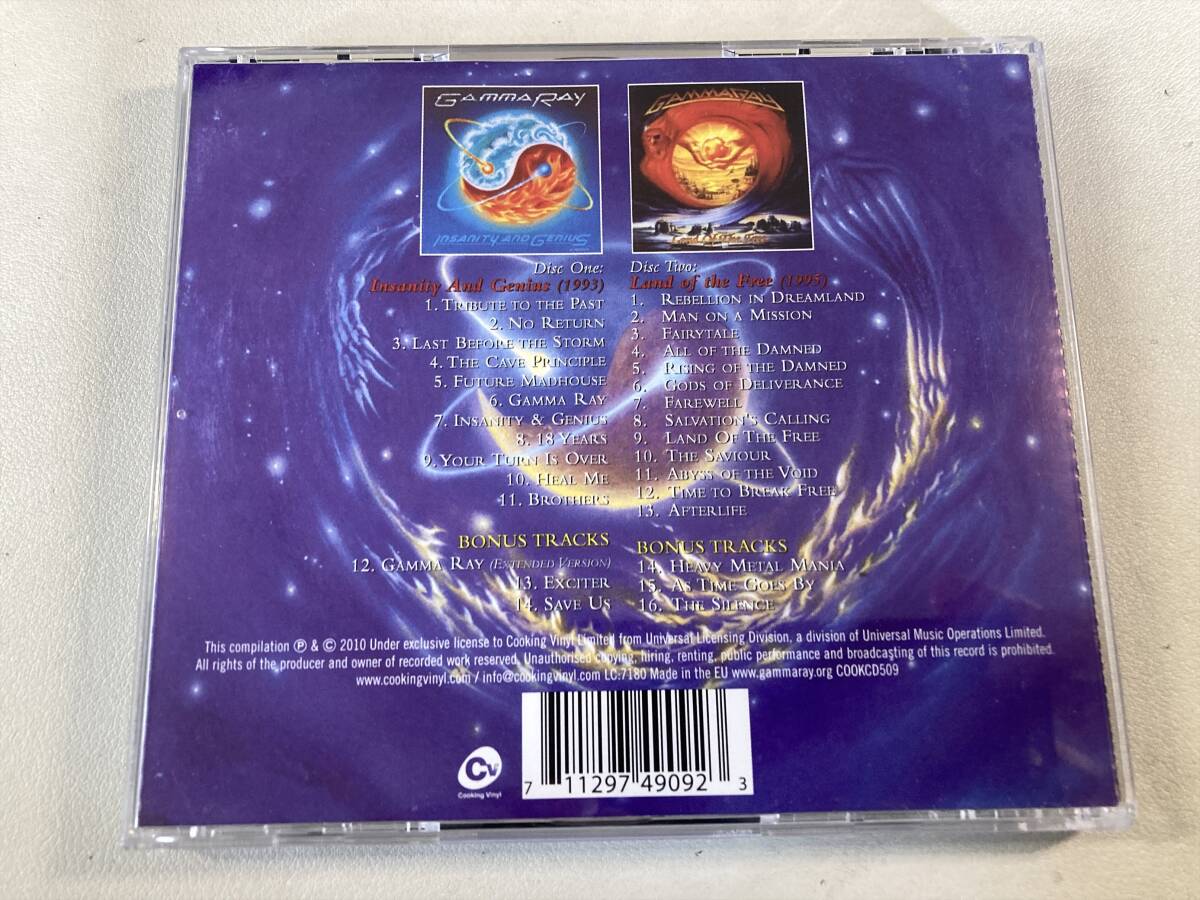 GAMMA RAY
INSANITY AND GENIUS
GAMMA RAY
Land Of The Free
Disc One:
Insanity And Genius (1993)
1. Tribute to the Past
2. No Return
3. Last Before the Storm
4. The Cave Principle
5. Future Madhouse
6. Gamma Ray
7. Insanity & Genius
8. 18 Years
9. Your Turn Is Over
10. Heal Me
11. Brothers
BONUS TRACKS
12. Gamma Ray (Extended Version)
13. Exciter
14. Save Us
Disc Two:
Land of the Free (1995)
1. Rebellion in Dreamland
2. Man on a Mission
3. Fairytale
4. All of the Damned
5. Rising of the Damned
6. Gods of Deliverance
7. Farewell
8. Salvation's Calling
9. Land Of The Free
10. The Saviour
11. Abyss of the Void
12. Time to Break Free
13. Afterlife
BONUS TRACKS
14. Heavy Metal Mania
15. As Time Goes By
16. The Silence
This compilation ℗ & © 2010 Under exclusive license to Cooking Vinyl Limited from Universal Licensing Division, a division of Universal Music Operations Limited.
All rights of the producer and owner of recorded work reserved. Unauthorised copying, hiring, renting, public performance and broadcasting of this record is prohibited.
www.cookingvinyl.com / info@cookingvinyl.com LC:7180 Made in the EU www.gammaray.org COOKCD509
CV
Cooking Vinyl
7 11297 49092 3